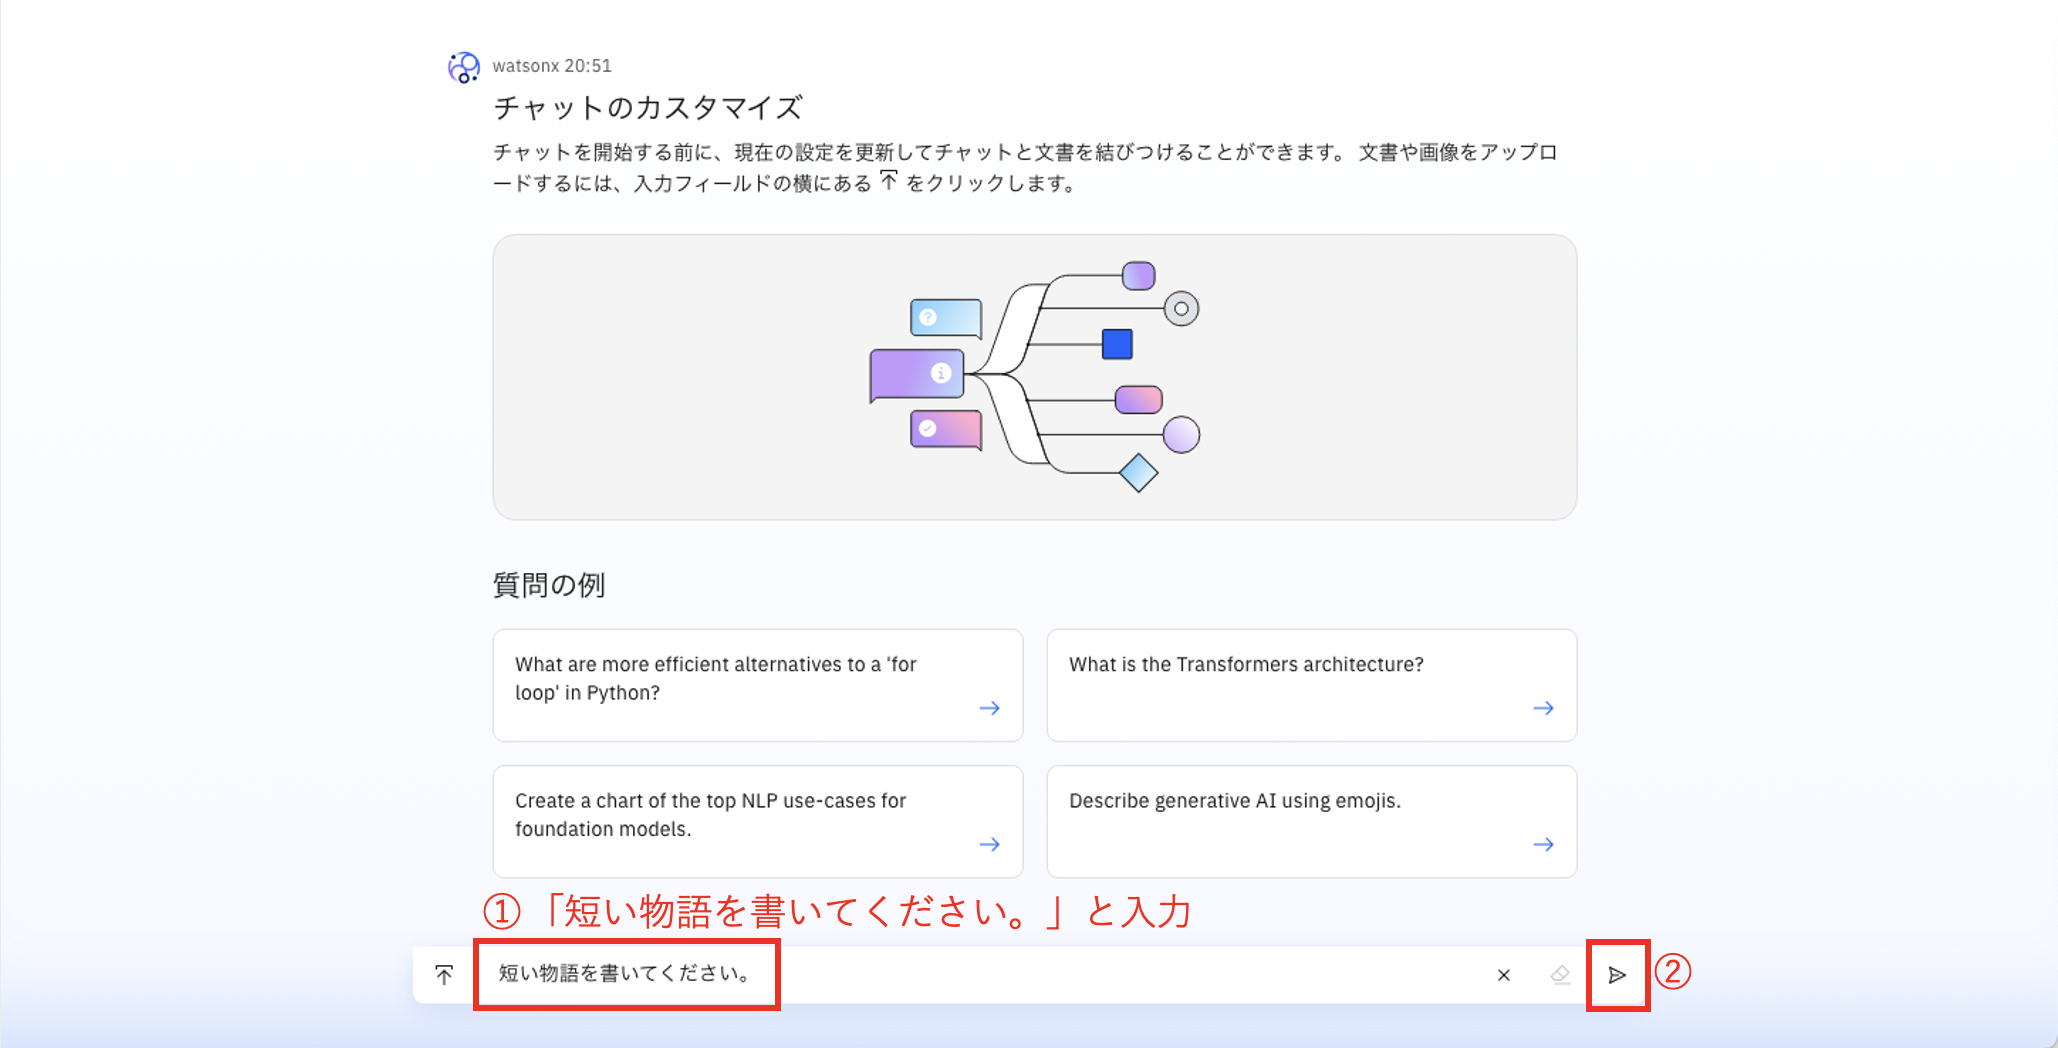 watsonx 20:51
チャットのカスタマイズ
チャットを開始する前に、現在の設定を更新してチャットと文書を結びつけることができます。 文書や画像をアップロ
ードするには、入力フィールドの横にある をクリックします。
質問の例
What are more efficient alternatives to a 'for
loop' in Python?
What is the Transformers architecture?
Create a chart of the top NLP use-cases for
foundation models.
Describe generative AI using emojis.
①「短い物語を書いてください。」と入力
短い物語を書いてください。
②